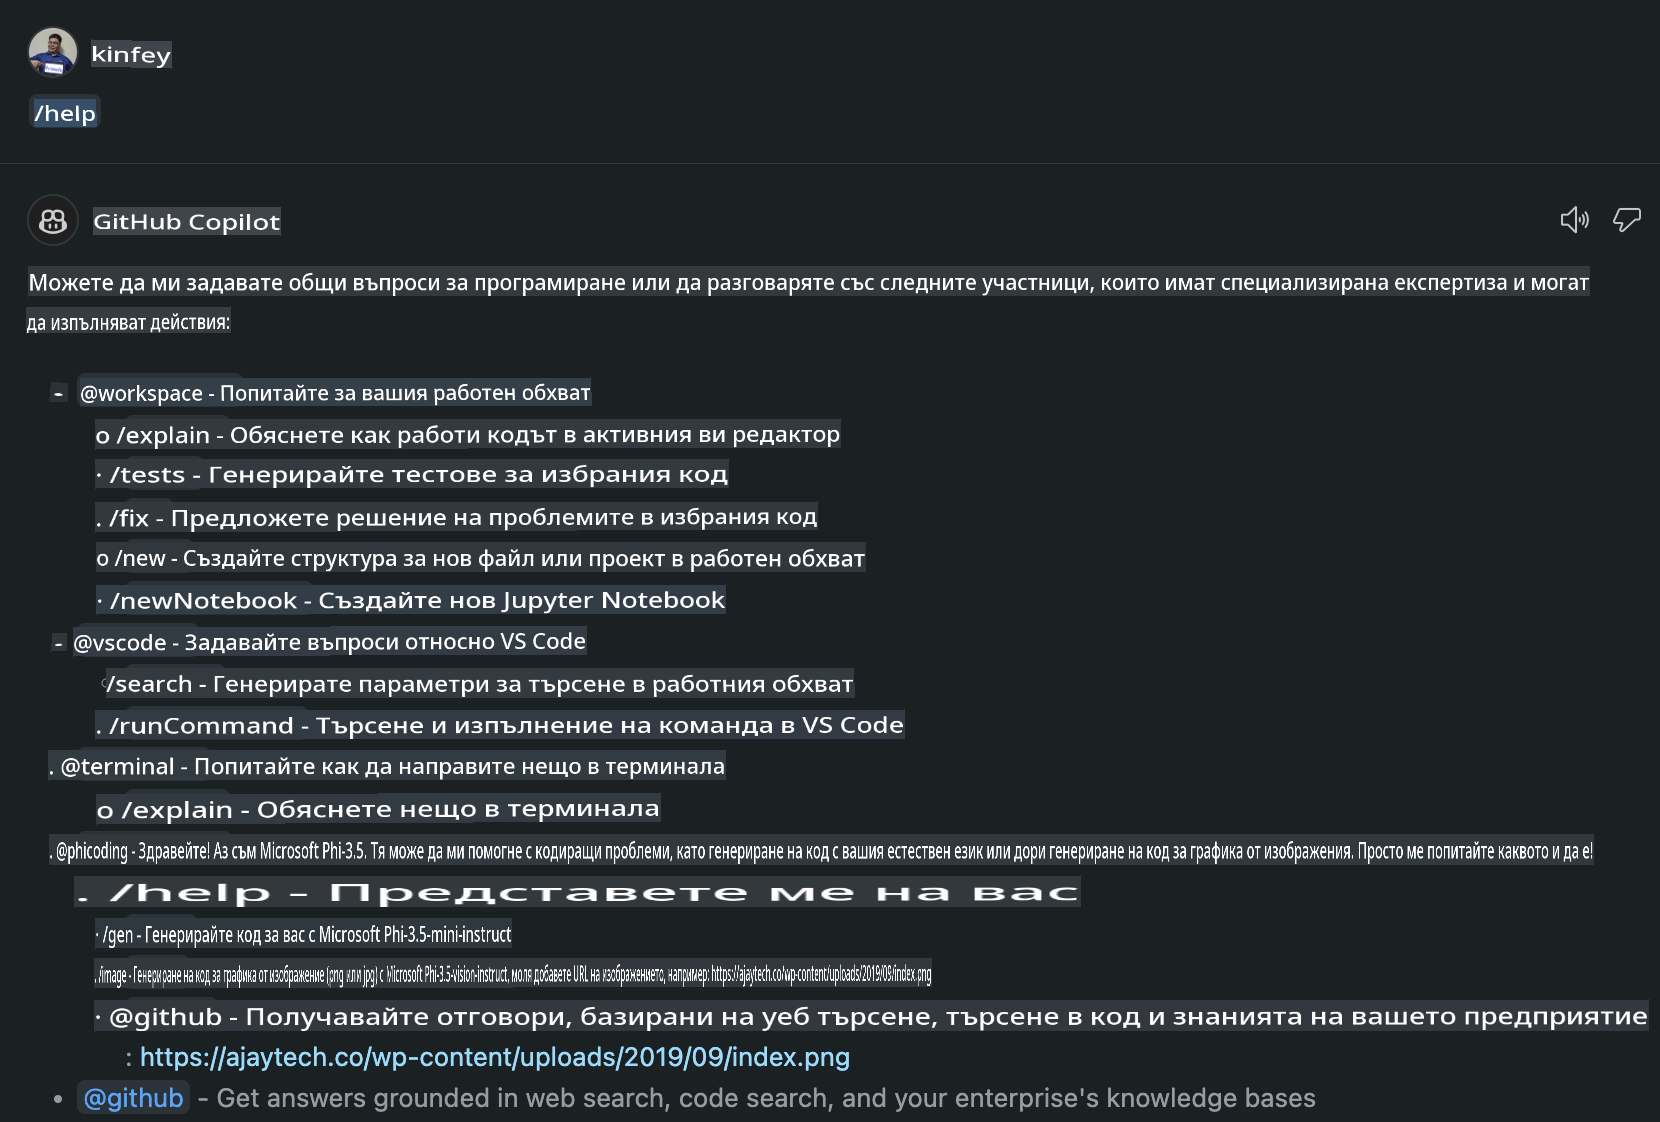 kinfey
/help
GitHub Copilot
Можете да ми задавате общи въпроси за програмиране или да разговаряте със следните участници, които имат специализирана експертиза и могат
да изпълняват действия:
- @workspace - Попитайте за вашия работен обхват
o /explain - Обяснете как работи кодът в активния ви редактор
· /tests - Генерирайте тестове за избрания код
. /fix - Предложете решение на проблемите в избрания код
o /new - Създайте структура за нов файл или проект в работен обхват
· /newNotebook - Създайте нов Jupyter Notebook
- @vscode - Задавайте въпроси относно VS Code
/search - Генерирате параметри за търсене в работния обхват
. /runCommand - Търсене и изпълнение на команда в VS Code
. @terminal - Попитайте как да направите нещо в терминала
o /explain - Обяснете нещо в терминала
. @phicoding - Здравейте! Аз съм Microsoft Phi-3.5. Тя може да ми помогне с кодиращи проблеми, като генериране на код с вашия естествен език или дори генериране на код за графика от изображения. Просто ме попитайте каквото и да е!
. /help - Представете ме на вас
· /gen - Генерирайте код за вас с Microsoft Phi-3.5-mini-instruct
. /image - Генериране на код за графика от изображение (png или jpg) с Microsoft Phi-3.5-vision-instruct, моля добавете URL на изображението, например: https://ajaytech.co/wp-content/uploads/2019/09/index.png
· @github - Получавайте отговори, базирани на уеб търсене, търсене в код и знанията на вашето предприятие
: https://ajaytech.co/wp-content/uploads/2019/09/index.png
• @github - Get answers grounded in web search, code search, and your enterprise's knowledge bases